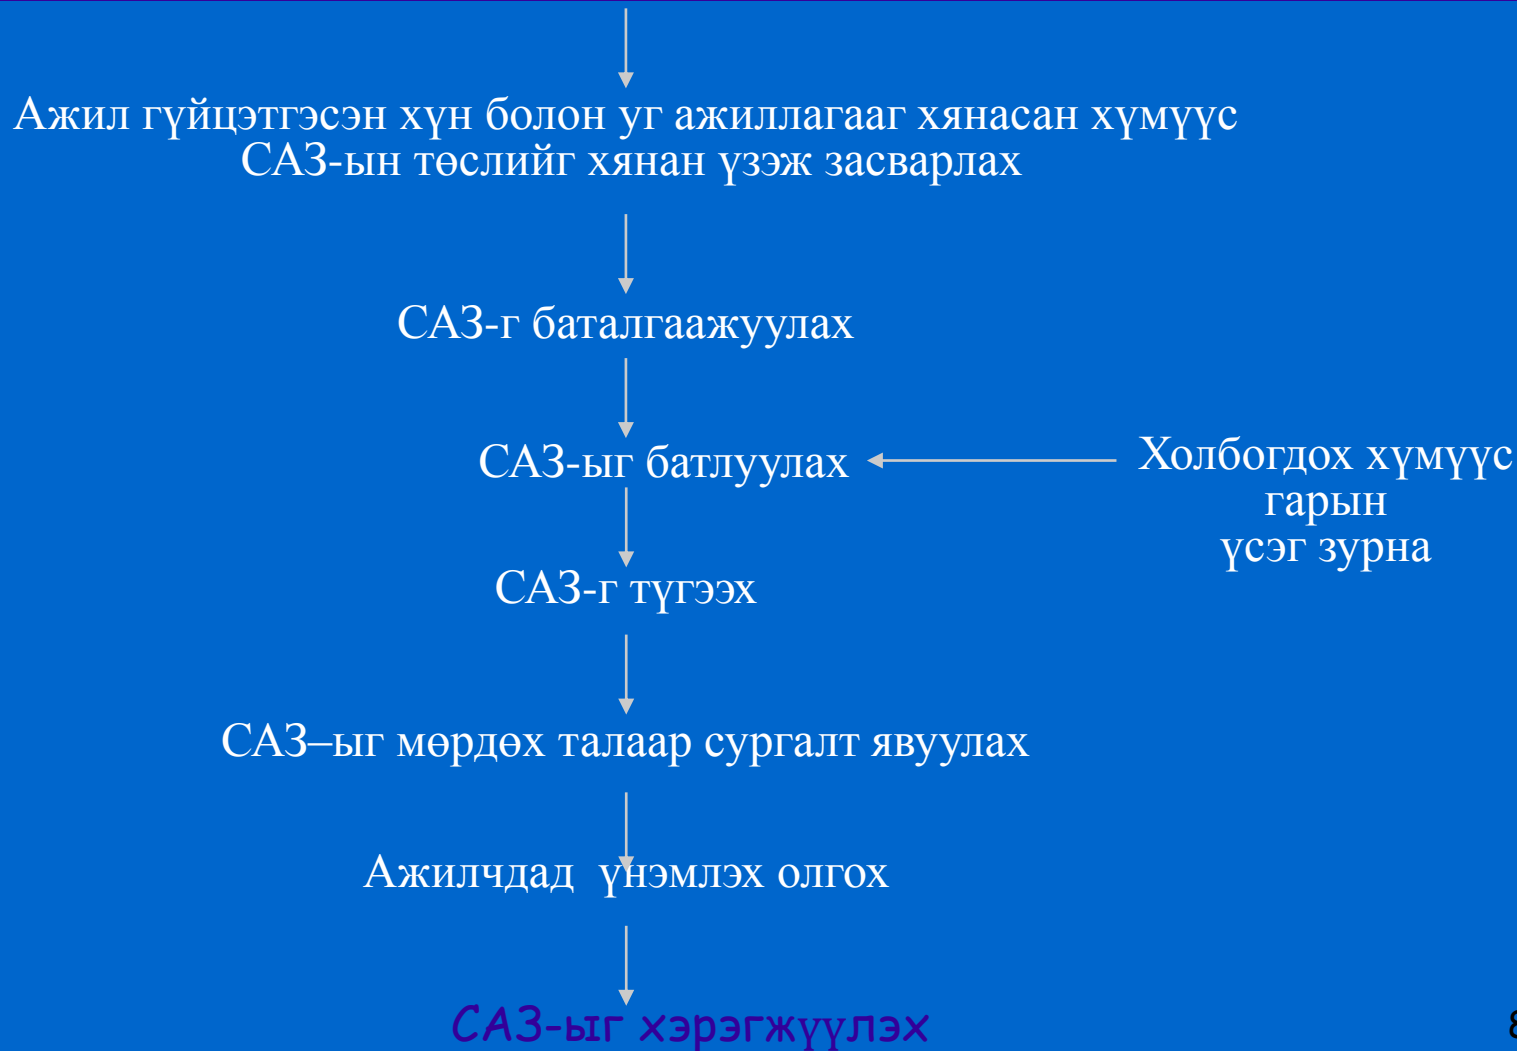 Ажил гүйцэтгэсэн хүн болон уг ажиллагааг хянасан хүмүүс
САЗ-ын төслийг хянан үзэж засварлах
САЗ-г баталгаажуулах
САЗ-ыг батлуулах
Холбогдох хүмүүс
гарын
үсэг зурна
САЗ-г түгээх
САЗ–ыг мөрдөх талаар сургалт явуулах
Ажилчдад үнэмлэх олгох
САЗ-ыг хэрэгжүүлэх